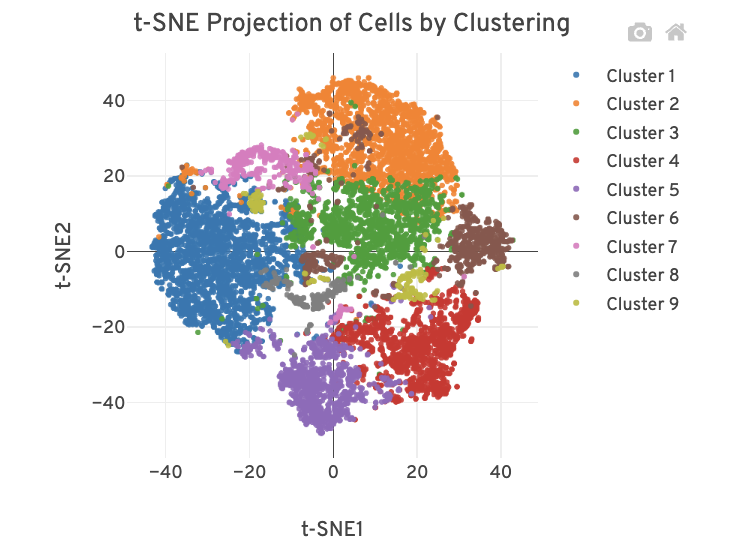 t-SNE Projection of Cells by Clustering
Cluster 1
Cluster 2
Cluster 3
Cluster 4
Cluster 5
Cluster 6
Cluster 7
Cluster 8
Cluster 9
40
20
0
−20
−40
t-SNE2
−40 −20 0 20 40
t-SNE1